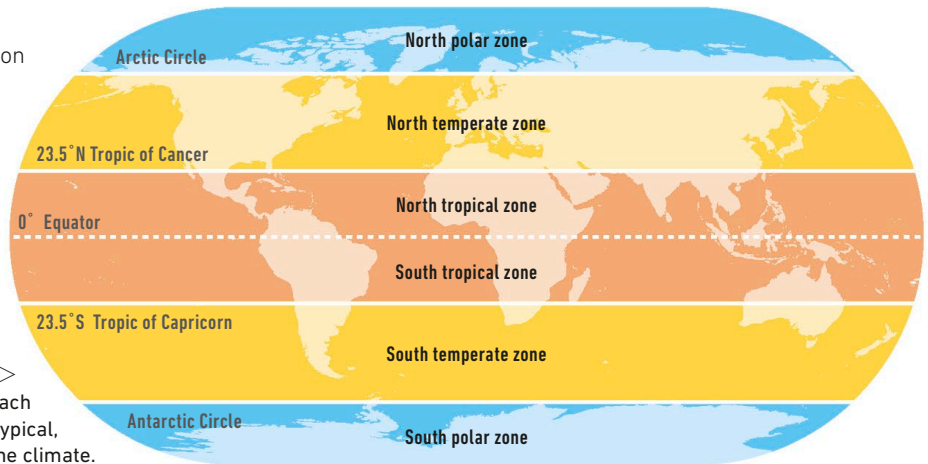 on
North polar zone
Arctic Circle
North temperate zone
23.5°N Tropic of Cancer
North tropical zone
0° Equator
South tropical zone
23.5°S Tropic of Capricorn
South temperate zone
>
ach
Antarctic Circle
ypical,
South polar zone
he climate.